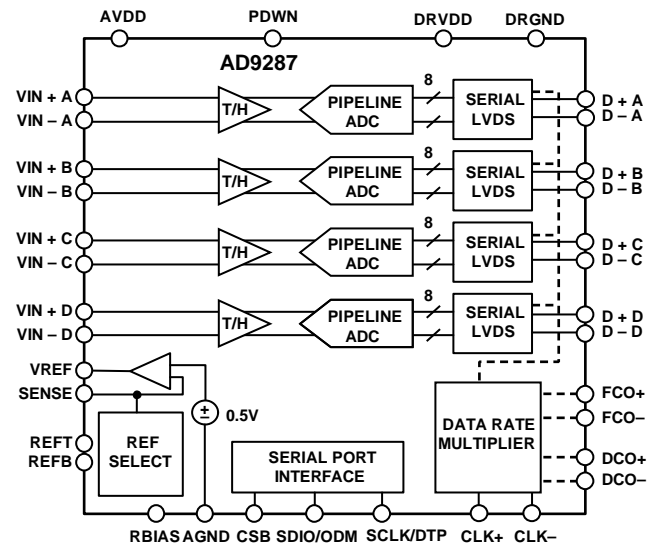 AVDD PDWN DRVDD DRGND
AD9287
VIN + A
VIN – A
T/H
PIPELINE
ADC
8
SERIAL
LVDS
D + A
D – A
VIN + B
VIN – B
T/H
PIPELINE
ADC
8
SERIAL
LVDS
D + B
D – B
VIN + C
VIN – C
T/H
PIPELINE
ADC
8
SERIAL
LVDS
D + C
D – C
VIN + D
VIN – D
T/H
PIPELINE
ADC
8
SERIAL
LVDS
D + D
D – D
VREF
SENSE
+
–
0.5V
REFT
REFB
REF
SELECT
SERIAL PORT
INTERFACE
DATA RATE
MULTIPLIER
FCO+
FCO–
DCO+
DCO–
RBIAS AGND CSB SDIO/ODM SCLK/DTP CLK+ CLK–